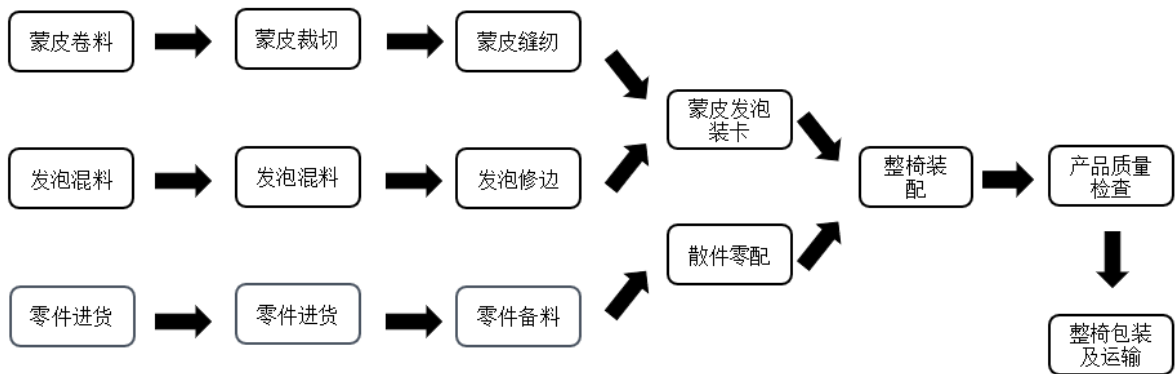 蒙皮卷料
蒙皮裁切
蒙皮缝纫
发泡混料
发泡混料
发泡修边
零件进货
零件进货
零件备料
蒙皮发泡
装卡
散件零配
整椅装
配
产品质量
检查
整椅包装
及运输